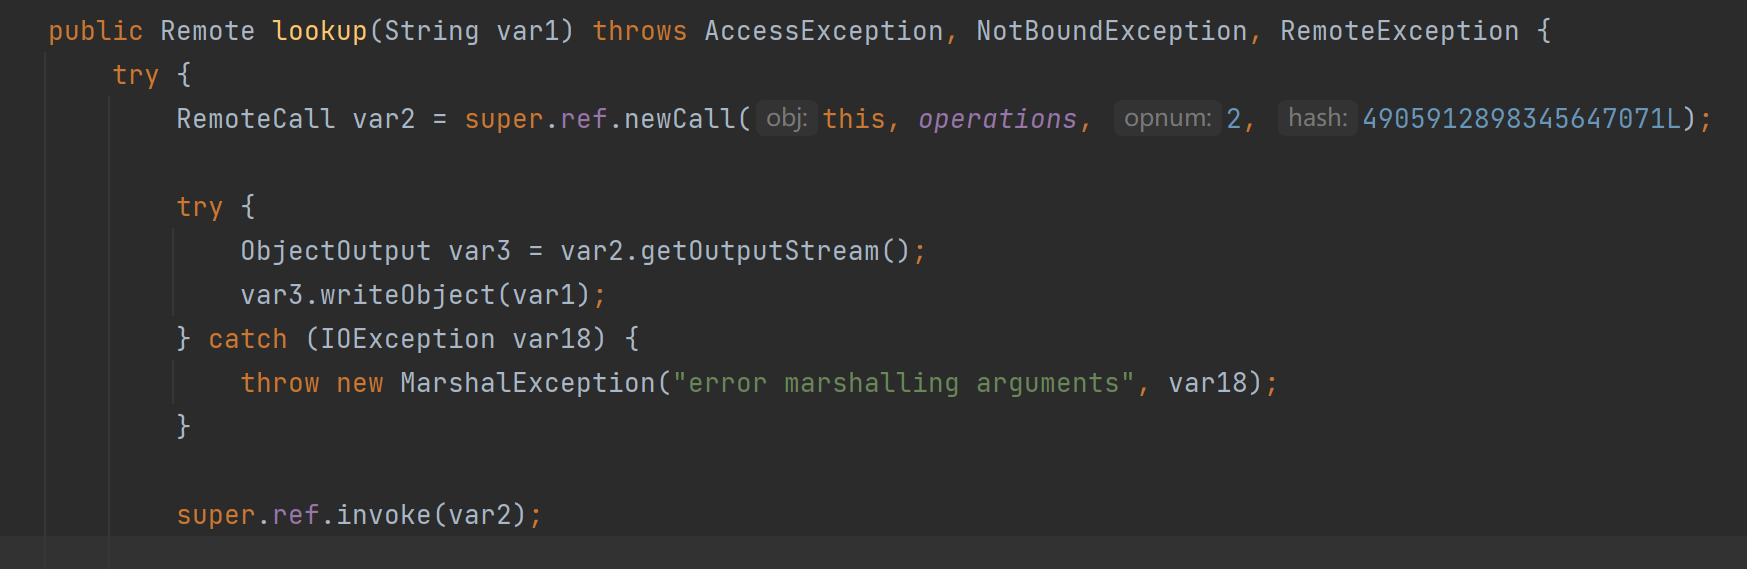 public Remote lookup(String var1) throws AccessException, NotBoundException, RemoteException {
try {
RemoteCall var2 = super.ref.newCall( obj: this, operations, opnum: 2, hash: 4905912898345647071L);
try {
ObjectOutput var3 = var2.getOutputStream();
var3.writeObject(var1);
} catch (IOException var18) {
throw new MarshalException("error marshalling arguments", var18);
}
super.ref.invoke(var2);